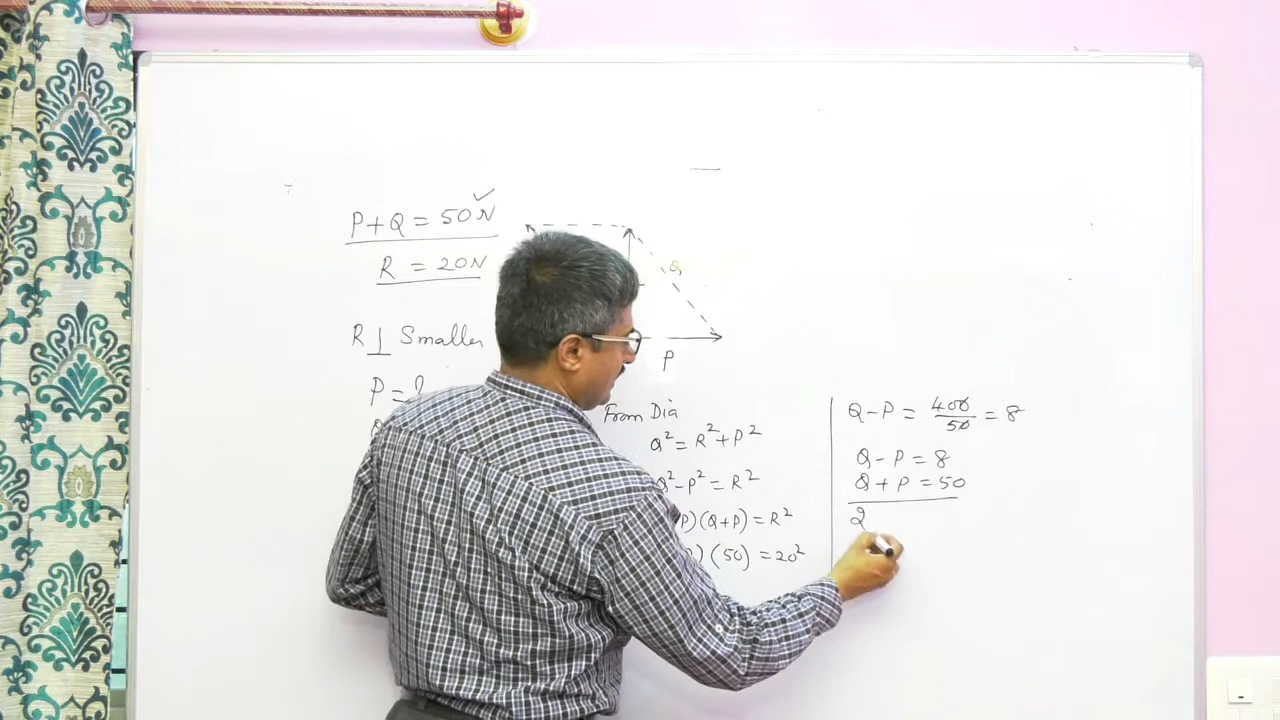 P+Q = 50N ✓
R = 20N
R ⊥ Smaller
P = ?
Q
P
From Dia
Q² = R² + P²
Q² - P² = R²
P)(Q+P) = R²
)(50) = 20²
Q - P = 400/50 = 8
Q - P = 8
Q + P = 50
2